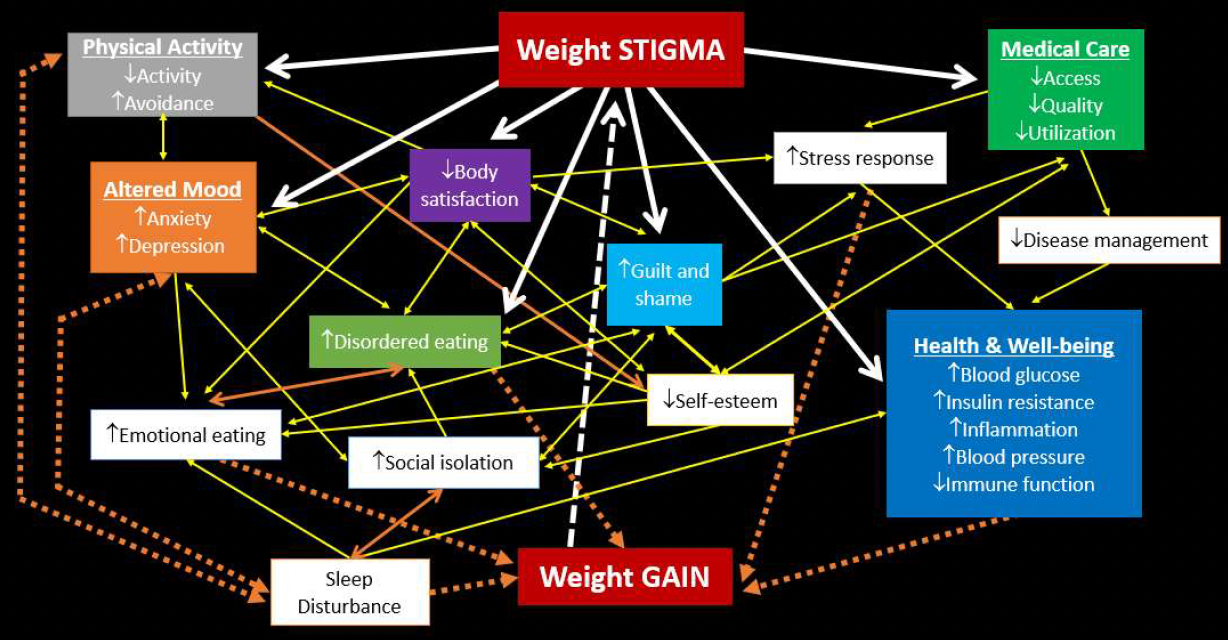 Weight STIGMA
Physical Activity
↓Activity
↑Avoidance
Medical Care
↓Access
↓Quality
↓Utilization
↑Stress response
↓Body
satisfaction
Altered Mood
↑Anxiety
↑Depression
↓Disease management
↑Guilt and
shame
↑Disordered eating
Health & Well-being
↑Blood glucose
↑Insulin resistance
↑Inflammation
↑Blood pressure
↓Immune function
↓Self-esteem
↑Emotional eating
↑Social isolation
Sleep
Disturbance
Weight GAIN